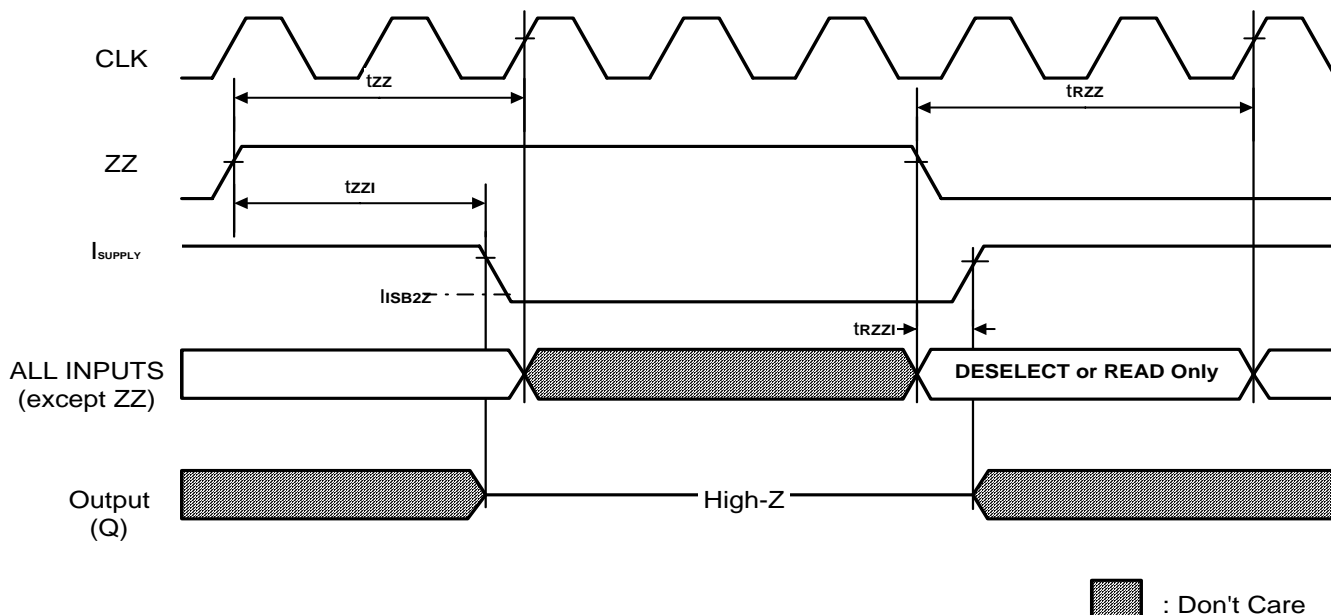 CLK
tZZ
tRZZ
ZZ
tZZI
ISUPPLY
IISB2Z
tRZZI
ALL INPUTS
(except ZZ)
DESELECT or READ Only
Output
(Q)
High-Z
: Don't Care